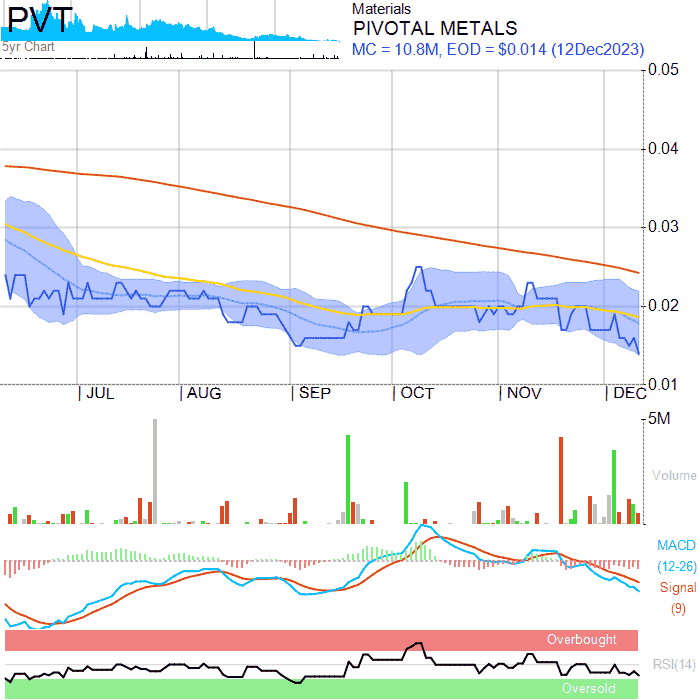 PVT
5yr Chart
Materials
PIVOTAL METALS
MC = 10.8M, EOD = $0.014 (12Dec2023)
0.05
0.04
0.03
0.02
0.01
JUL AUG SEP OCT NOV DEC
5M
Volume
MACD
(12-26)
Signal
(9)
Overbought
RSI(14)
Oversold